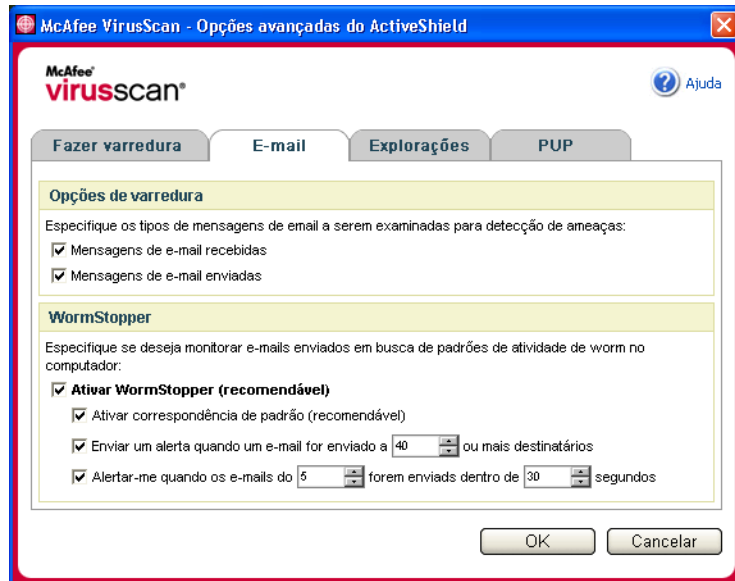 McAfee VirusScan - Opções avançadas do ActiveShield
McAfee®
virusscan®
Ajuda
Fazer varredura
E-mail
Explorações
PUP
Opções de varredura
Especifique os tipos de mensagens de email a serem examinadas para detecção de ameaças:
Mensagens de e-mail recebidas
Mensagens de e-mail enviadas
WormStopper
Especifique se deseja monitorar e-mails enviados em busca de padrões de atividade de worm no
computador:
Ativar WormStopper (recomendável)
Ativar correspondência de padrão (recomendável)
Enviar um alerta quando um e-mail for enviado a 40 ou mais destinatários
Alertar-me quando os e-mails do 5 forem enviads dentro de 30 segundos
OK
Cancelar